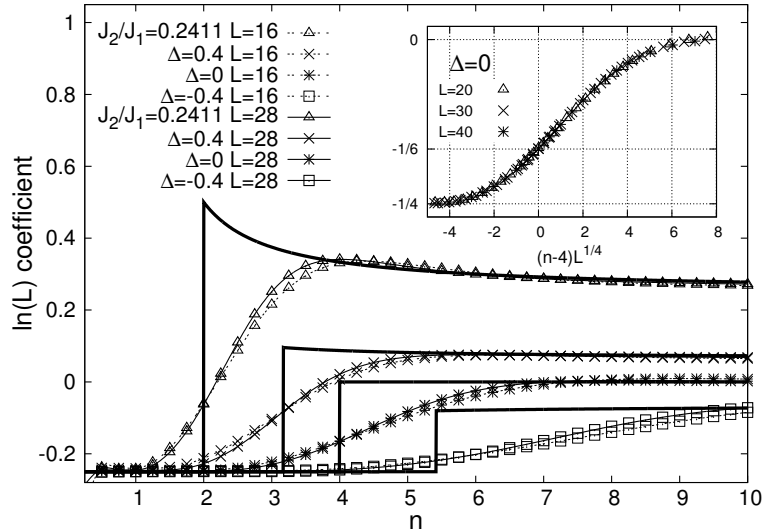 J2/J1=0.2411 L=16
Δ=0.4 L=16
Δ=0 L=16
Δ=-0.4 L=16
J2/J1=0.2411 L=28
Δ=0.4 L=28
Δ=0 L=28
Δ=-0.4 L=28
Δ=0
L=20
L=30
L=40
0
-1/6
-1/4
-4 -2 0 2 4 6 8
(n-4)L^1/4
ln(L) coefficient
1
0.8
0.6
0.4
0.2
0
-0.2
1 2 3 4 5 6 7 8 9 10
n